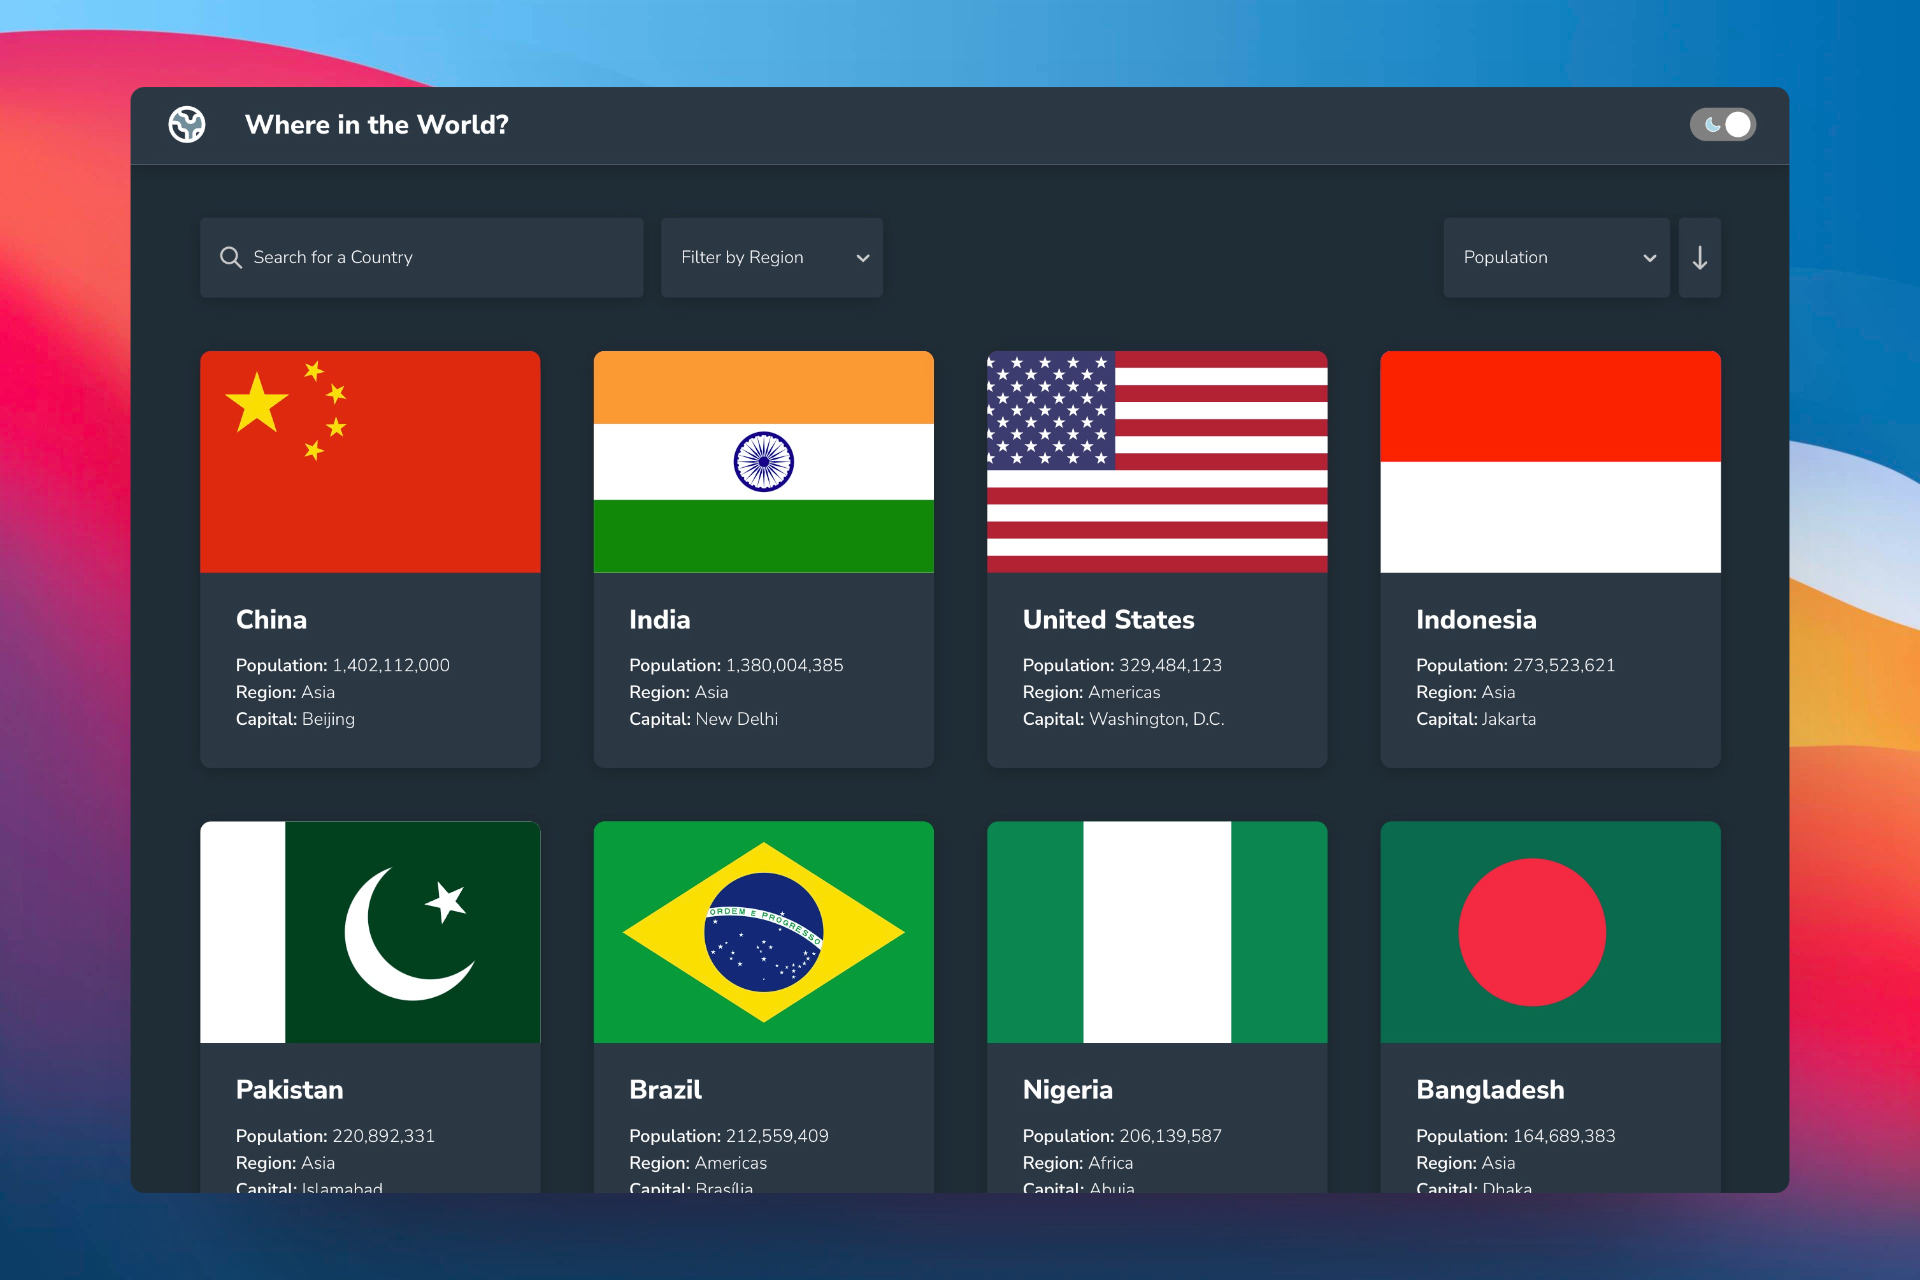 Where in the World?
Search for a Country
Filter by Region
Population
China
Population: 1,402,112,000
Region: Asia
Capital: Beijing
India
Population: 1,380,004,385
Region: Asia
Capital: New Delhi
United States
Population: 329,484,123
Region: Americas
Capital: Washington, D.C.
Indonesia
Population: 273,523,621
Region: Asia
Capital: Jakarta
ORDEM E PROGRESSO
Pakistan
Population: 220,892,331
Region: Asia
Capital: Islamabad
Brazil
Population: 212,559,409
Region: Americas
Capital: Brasília
Nigeria
Population: 206,139,587
Region: Africa
Capital: Abuja
Bangladesh
Population: 164,689,383
Region: Asia
Capital: Dhaka